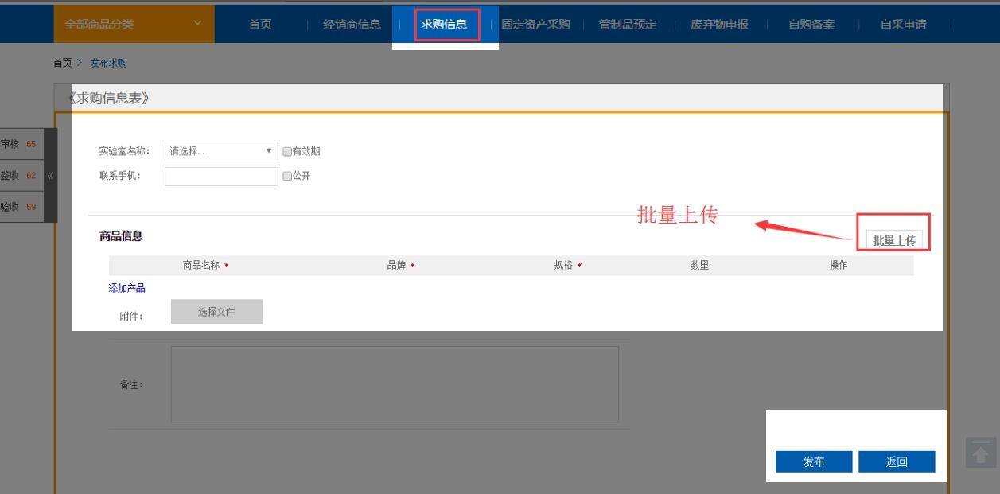 全部商品分类 首页 经销商信息 求购信息 固定资产采购 管制品预定 废弃物申报 自购备案 自采申请
首页 > 发布求购
《求购信息表》
审核 65
签收 62
验收 69
«
实验室名称： 请选择... 有效期
联系手机： 公开
批量上传
商品信息 批量上传
商品名称 * 品牌 * 规格 * 数量 操作
添加产品
附件： 选择文件
备注：
发布 返回